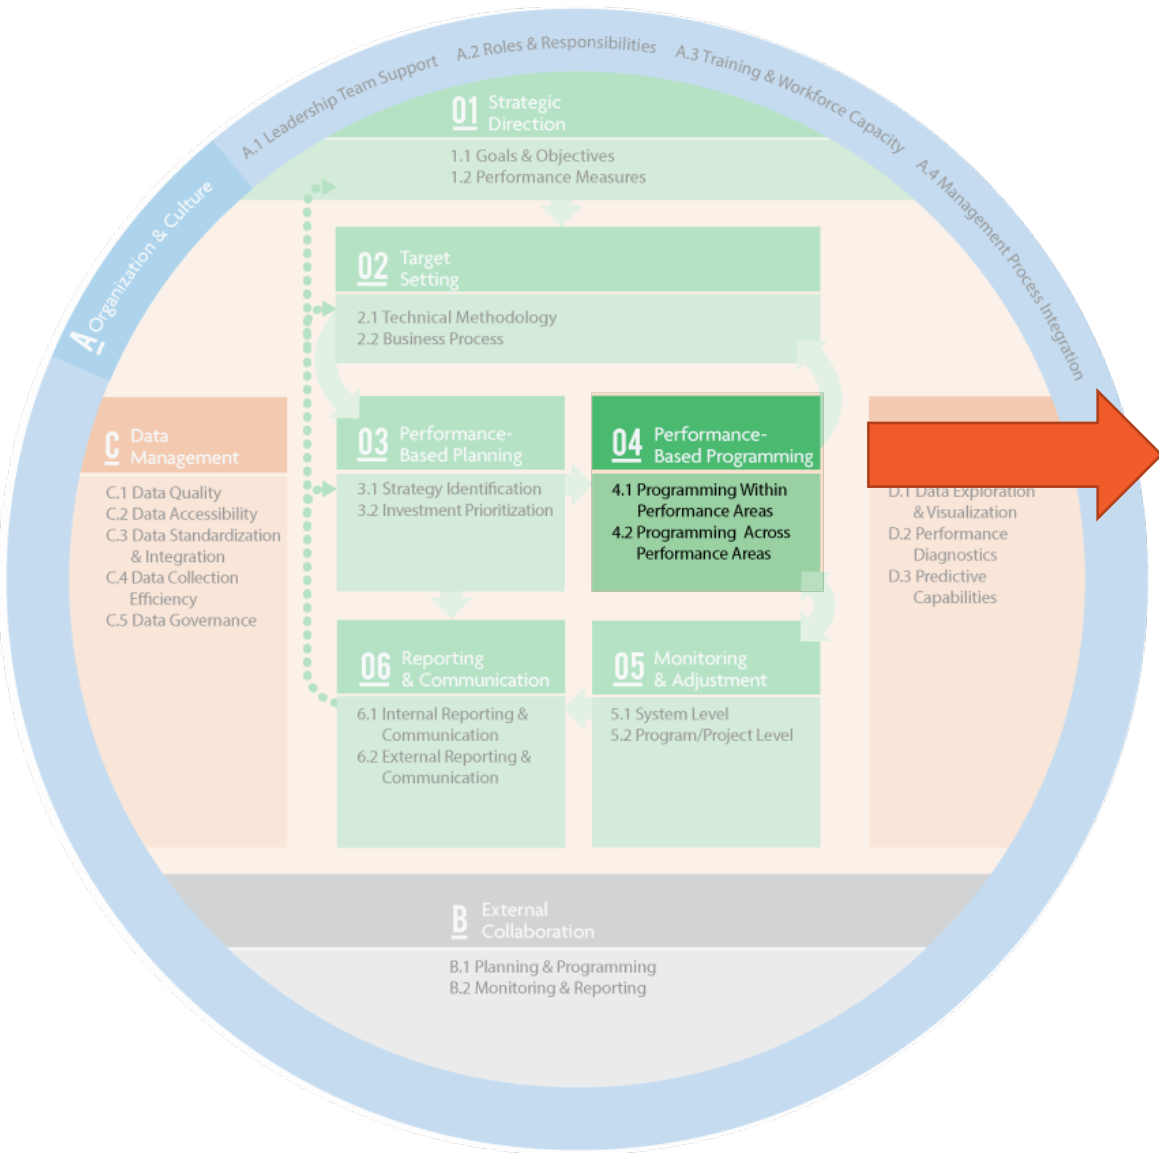 A.1 Leadership Team Support
A.2 Roles & Responsibilities
A.3 Training & Workforce Capacity
A.4 Management Process Integration
A Organization & Culture
01 Strategic
Direction
1.1 Goals & Objectives
1.2 Performance Measures
02 Target
Setting
2.1 Technical Methodology
2.2 Business Process
C Data
Management
C.1 Data Quality
C.2 Data Accessibility
C.3 Data Standardization
& Integration
C.4 Data Collection
Efficiency
C.5 Data Governance
03 Performance-
Based Planning
3.1 Strategy Identification
3.2 Investment Prioritization
04 Performance-
Based Programming
4.1 Programming Within
Performance Areas
4.2 Programming Across
Performance Areas
D.1 Data Exploration
& Visualization
D.2 Performance
Diagnostics
D.3 Predictive
Capabilities
06 Reporting
& Communication
6.1 Internal Reporting &
Communication
6.2 External Reporting &
Communication
05 Monitoring
& Adjustment
5.1 System Level
5.2 Program/Project Level
B External
Collaboration
B.1 Planning & Programming
B.2 Monitoring & Reporting